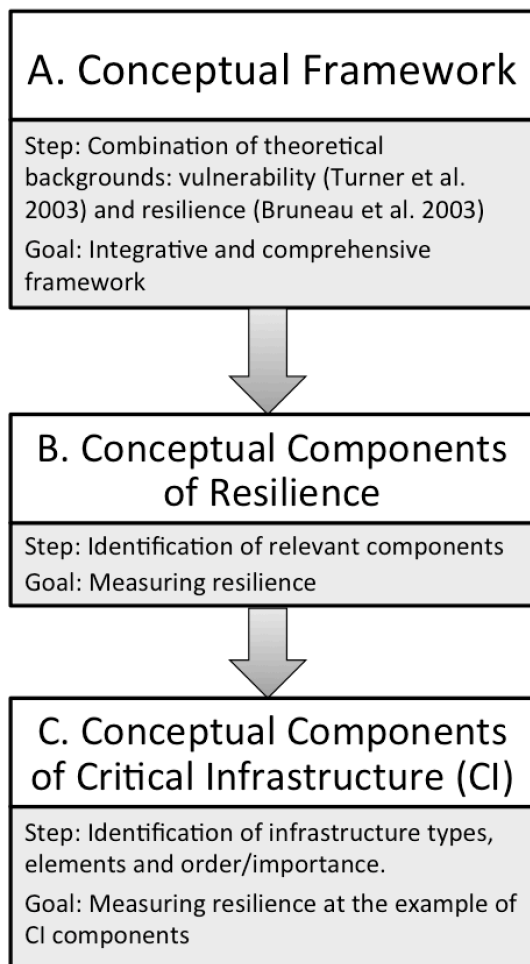 A. Conceptual Framework
Step: Combination of theoretical
backgrounds: vulnerability (Turner et al.
2003) and resilience (Bruneau et al. 2003)
Goal: Integrative and comprehensive
framework
B. Conceptual Components
of Resilience
Step: Identification of relevant components
Goal: Measuring resilience
C. Conceptual Components
of Critical Infrastructure (CI)
Step: Identification of infrastructure types,
elements and order/importance.
Goal: Measuring resilience at the example of
CI components